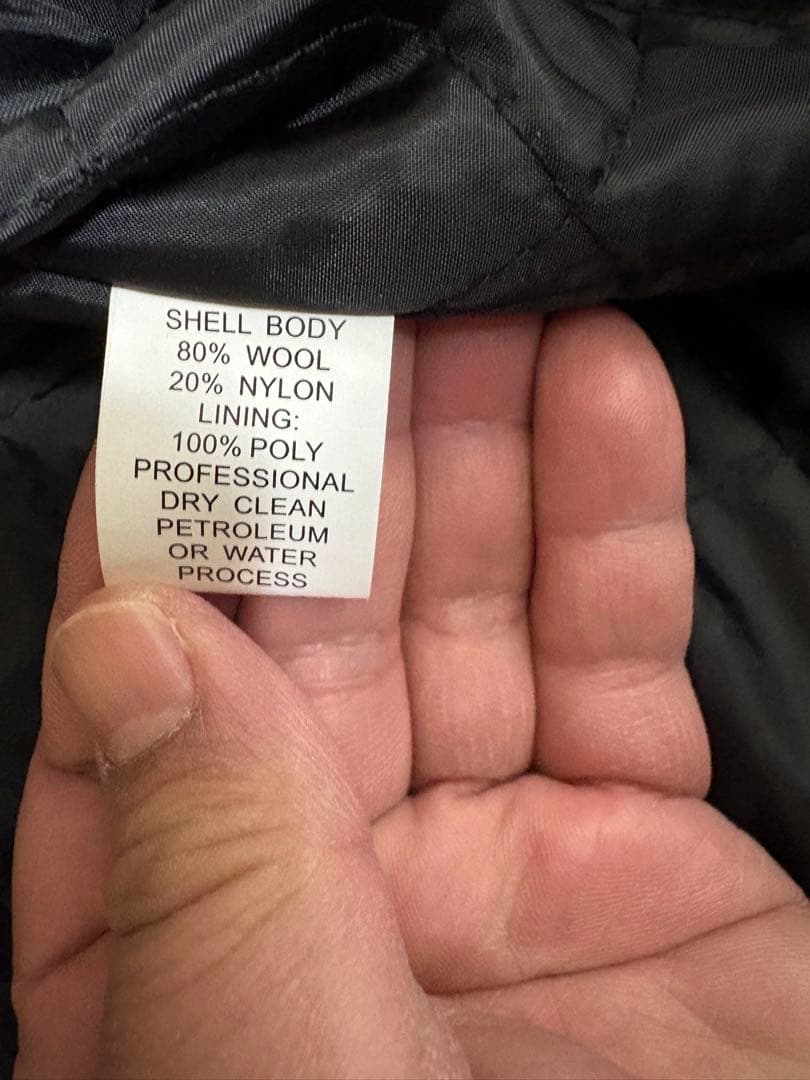 SHELL BODY
80% WOOL
20% NYLON
LINING:
100% POLY
PROFESSIONAL
DRY CLEAN
PETROLEUM
OR WATER
PROCESS